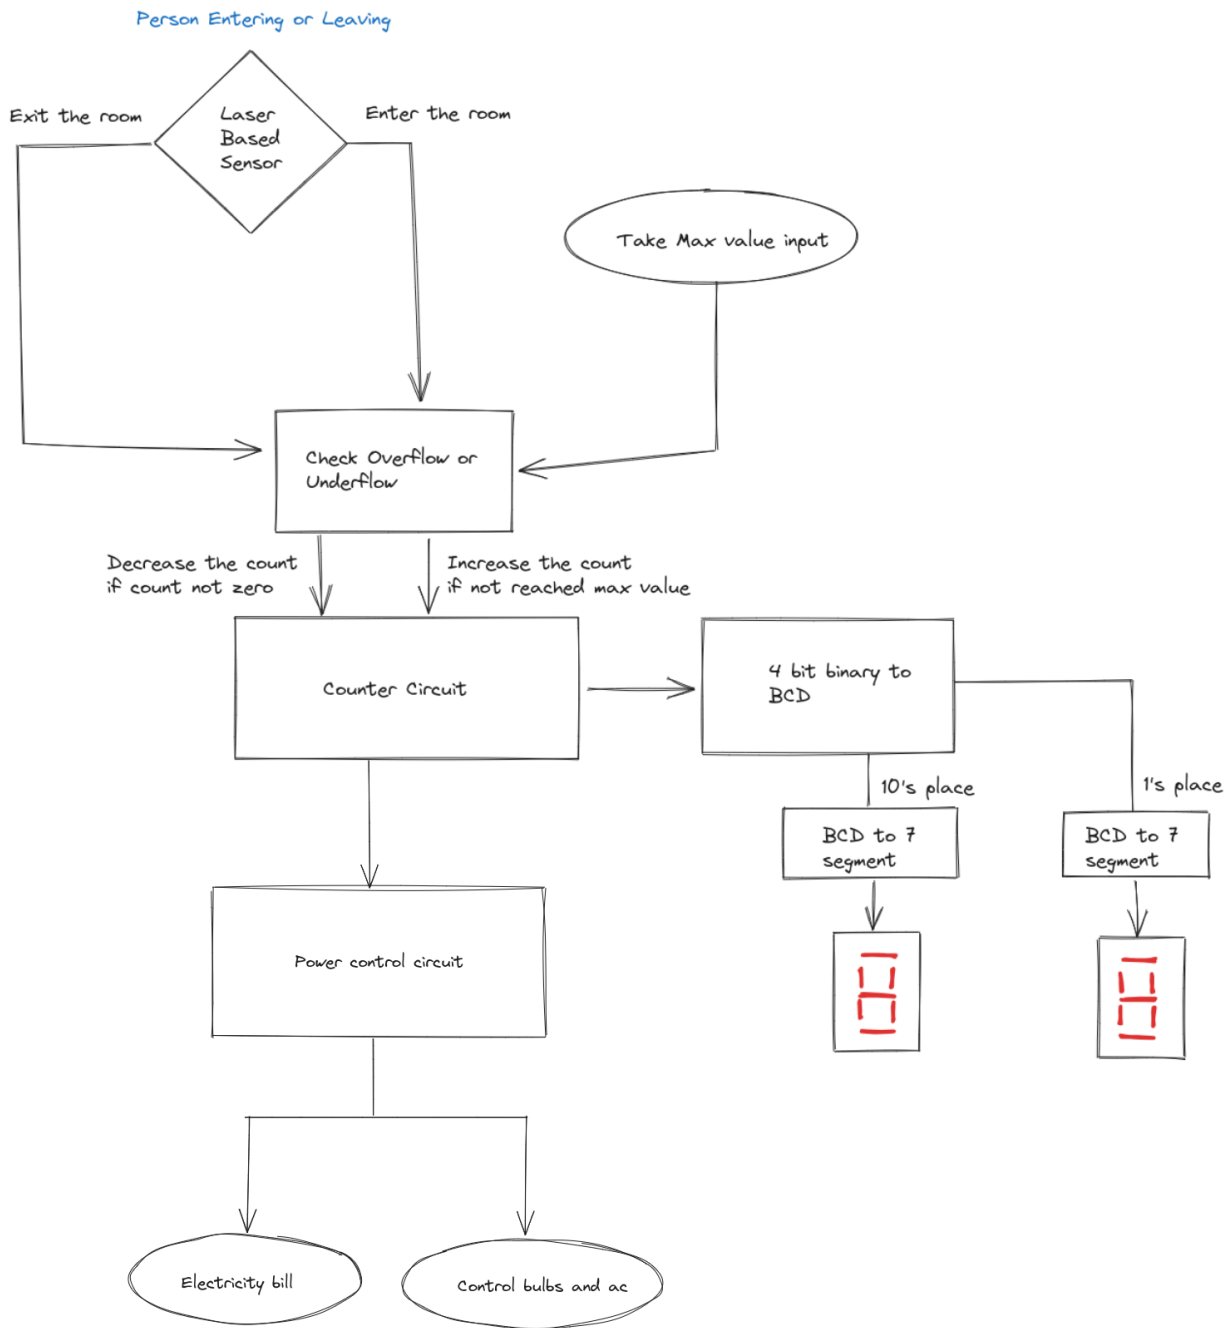 Person Entering or Leaving
Exit the room
Laser
Based
Sensor
Enter the room
Take Max value input
Check Overflow or
Underflow
Decrease the count
if count not zero
Increase the count
if not reached max value
Counter Circuit
4 bit binary to
BCD
10's place
1's place
BCD to 7
segment
BCD to 7
segment
8
8
Power control circuit
Electricity bill
Control bulbs and ac